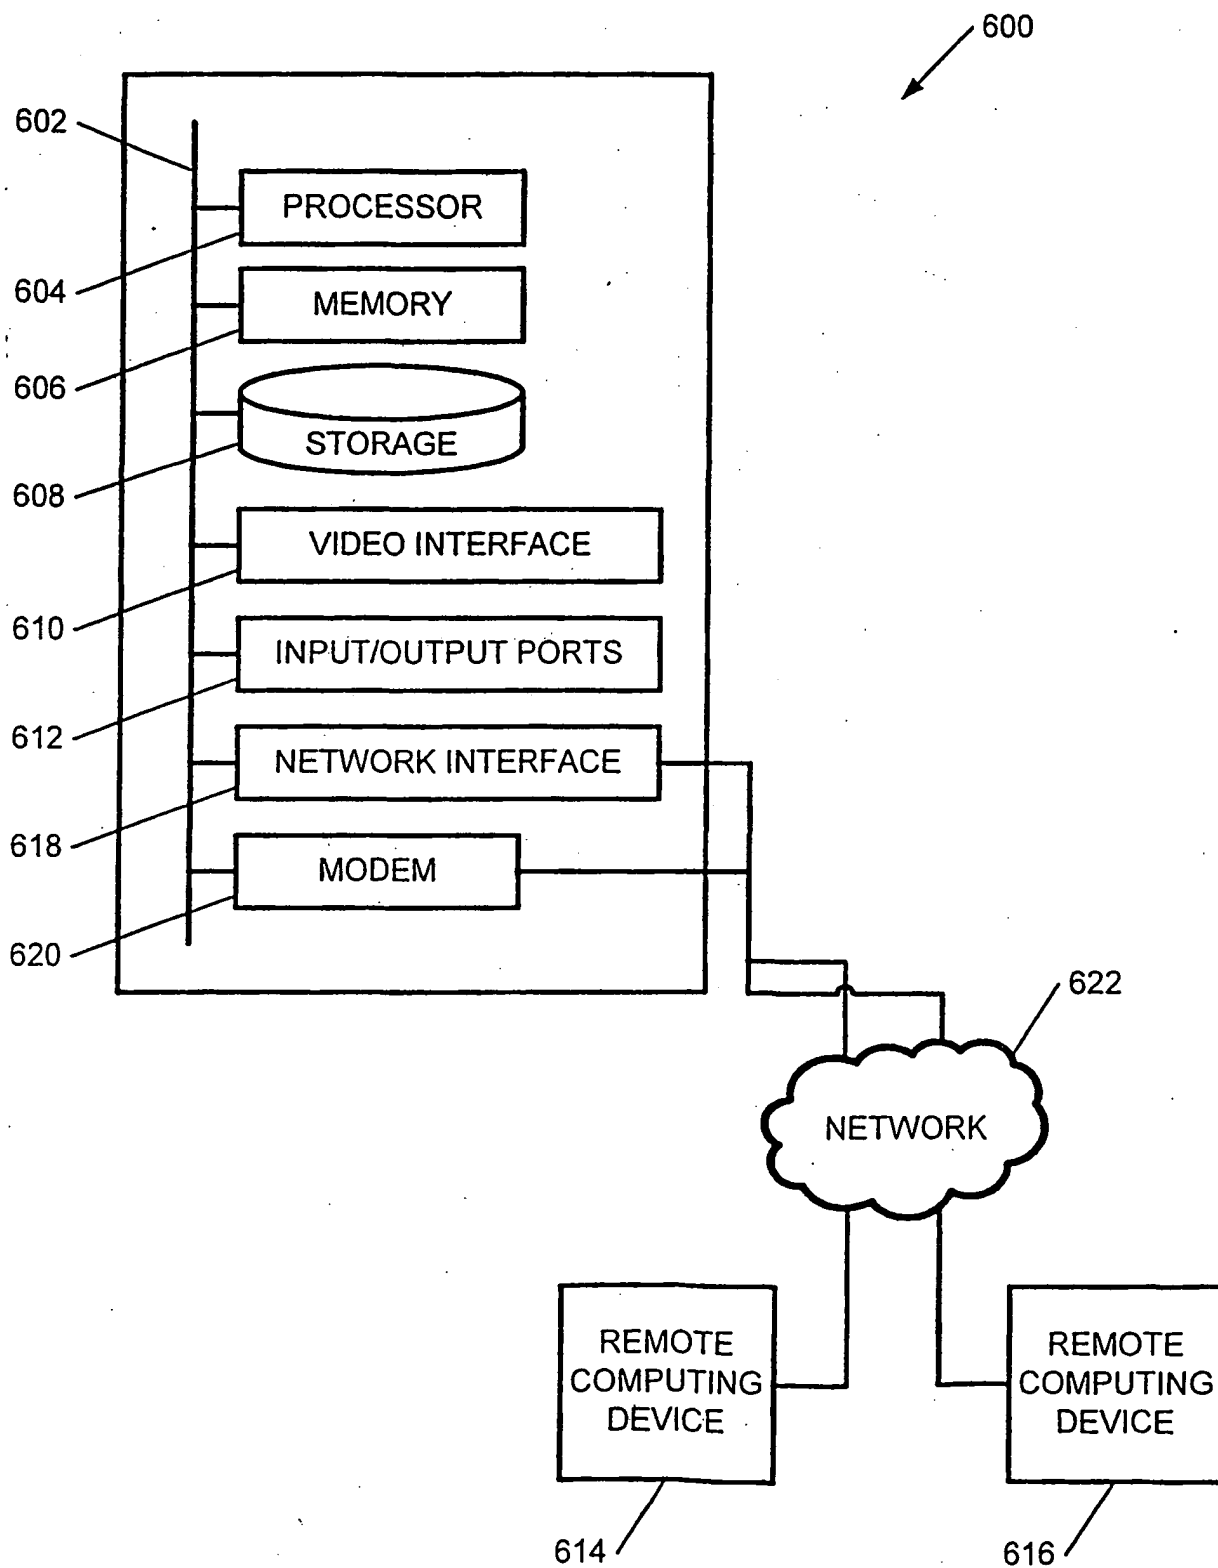 600
602
PROCESSOR
604
MEMORY
606
STORAGE
608
VIDEO INTERFACE
610
INPUT/OUTPUT PORTS
612
NETWORK INTERFACE
618
MODEM
620
622
NETWORK
REMOTE
COMPUTING
DEVICE
REMOTE
COMPUTING
DEVICE
614
616